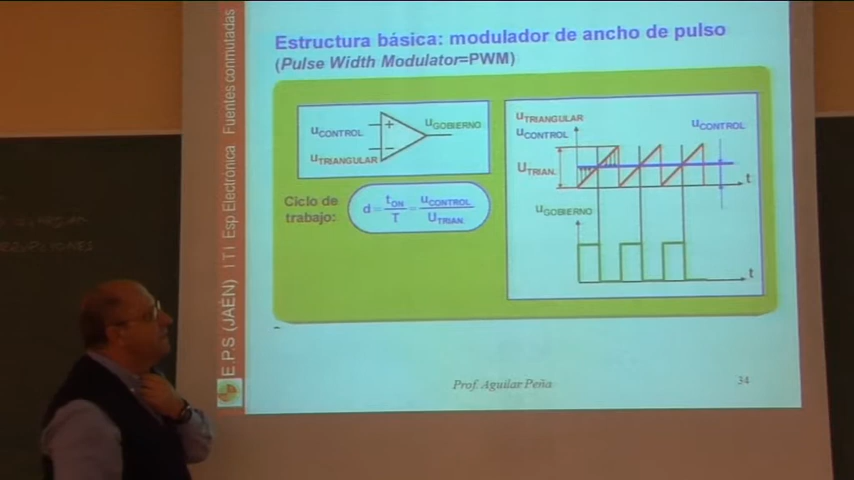 Estructura básica: modulador de ancho de pulso
(Pulse Width Modulator=PWM)
uCONTROL
uTRIANGULAR
+
−
uGOBIERNO
Ciclo de
trabajo:
d = tON/T = uCONTROL/UTRIAN.
uTRIANGULAR
uCONTROL
uCONTROL
UTRIAN.
t
uGOBIERNO
t
Prof. Aguilar Peña
34
E.P.S (JAÉN) ITI Esp Electrónica) Fuentes conmutadas